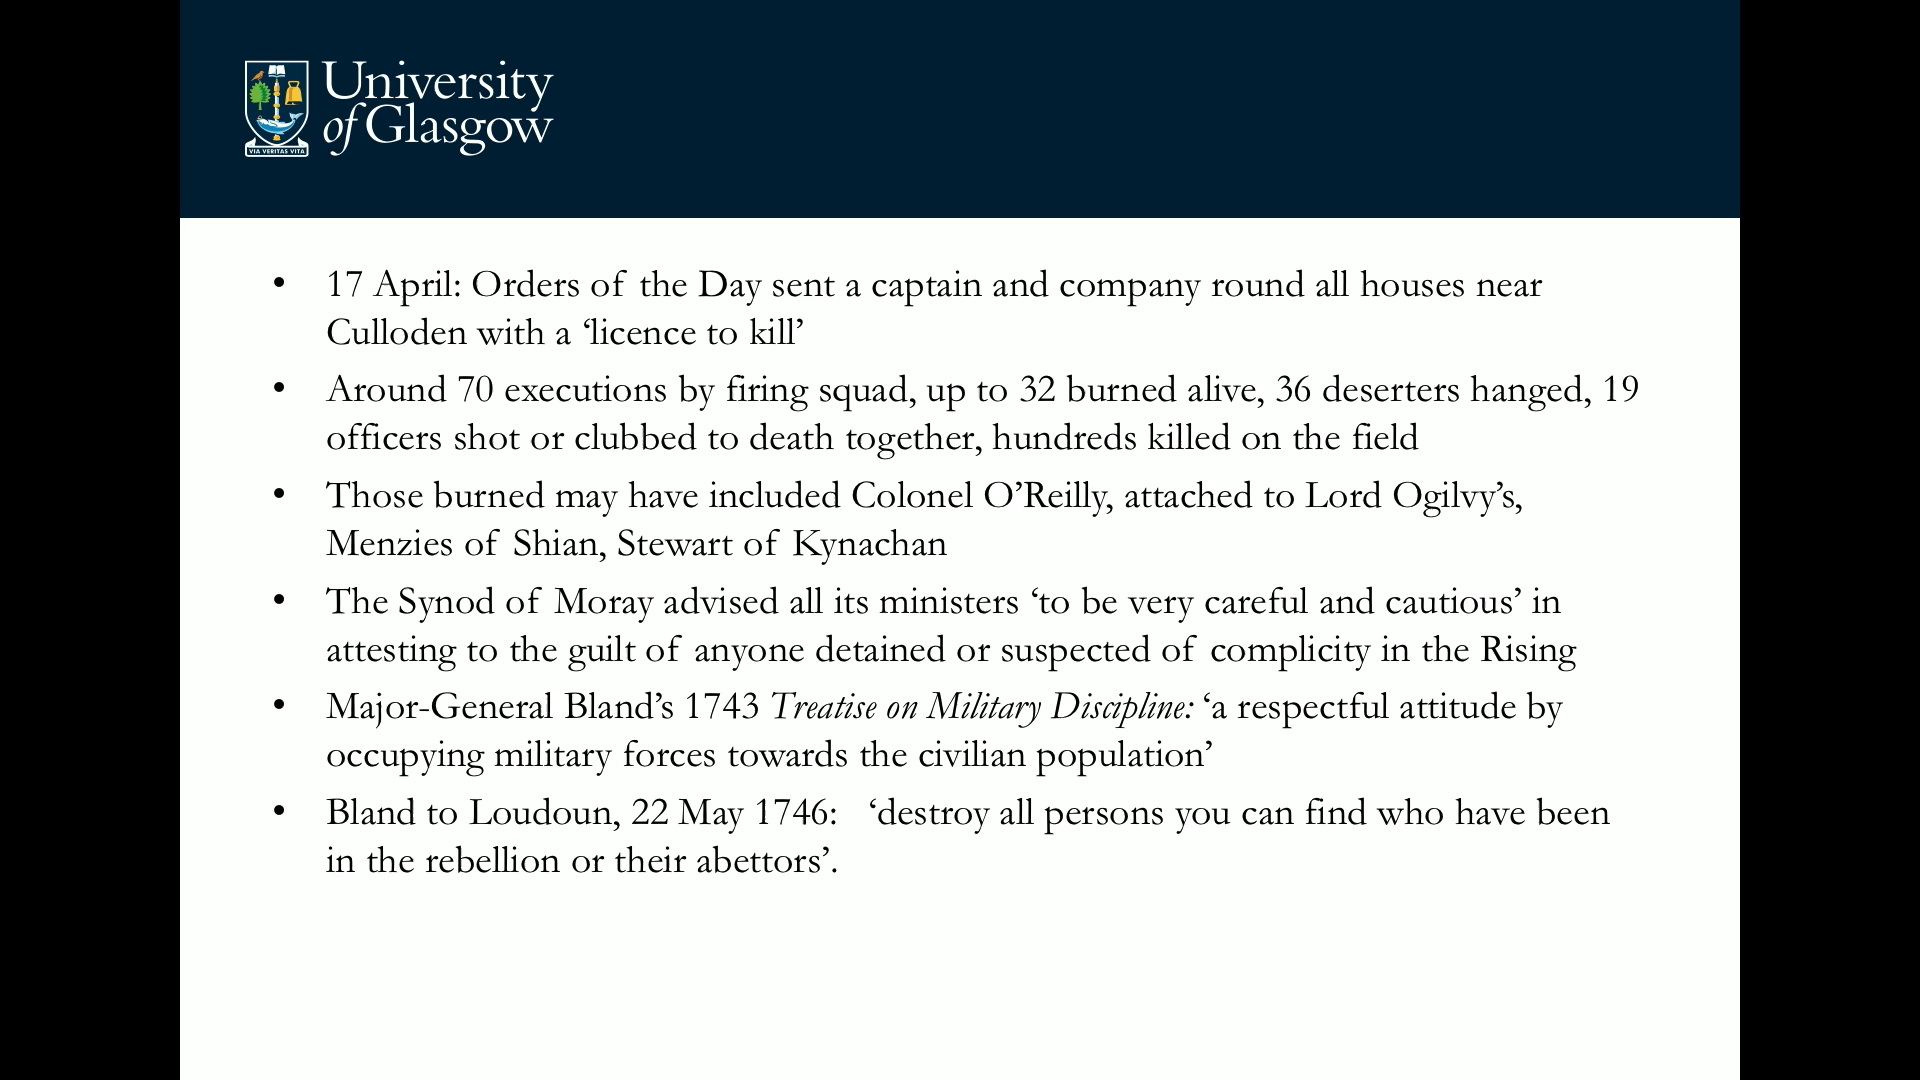 University
of Glasgow
VIA VERITAS VITA
• 17 April: Orders of the Day sent a captain and company round all houses near
Culloden with a ‘licence to kill’
• Around 70 executions by firing squad, up to 32 burned alive, 36 deserters hanged, 19
officers shot or clubbed to death together, hundreds killed on the field
• Those burned may have included Colonel O’Reilly, attached to Lord Ogilvy’s,
Menzies of Shian, Stewart of Kynachan
• The Synod of Moray advised all its ministers ‘to be very careful and cautious’ in
attesting to the guilt of anyone detained or suspected of complicity in the Rising
• Major-General Bland’s 1743 Treatise on Military Discipline: ‘a respectful attitude by
occupying military forces towards the civilian population’
• Bland to Loudoun, 22 May 1746: ‘destroy all persons you can find who have been
in the rebellion or their abettors’.